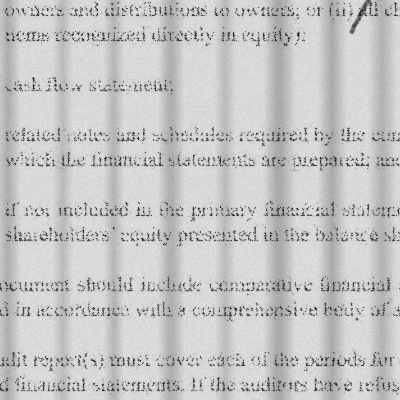 owners and distributions to owners; or (ii) all ch
items recognized directly in equity);
cash flow statement;
related notes and schedules required by the com
which the financial statements are prepared; and
if not included in the primary financial stateme
shareholders' equity presented in the balance sh
ocument should include comparative financial
d in accordance with a comprehensive body of a
udit report(s) must cover each of the periods for
d financial statements. If the auditors have refus